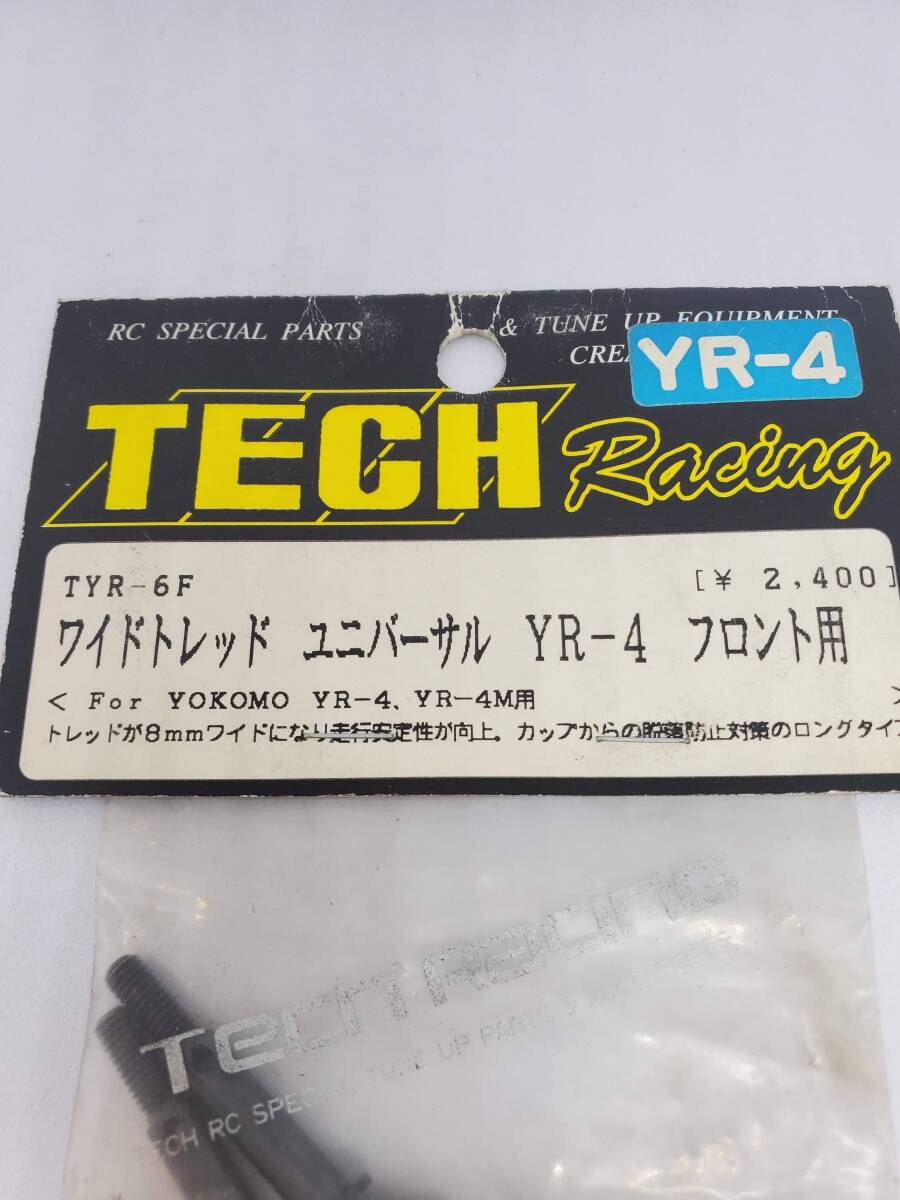 RC SPECIAL PARTS & TUNE UP EQUIPMENT
YR-4
TECH Racing
TYR-6F [¥ 2,400]
ワイドトレッド ユニバーサル YR-4 フロント用
< For YOKOMO YR-4、YR-4M用 >
トレッドが8mmワイドになり走行安定性が向上。カップからの脱落防止対策のロングタイプ
Tech Racing
TECH RC SPECIAL TUNE UP PARTS &